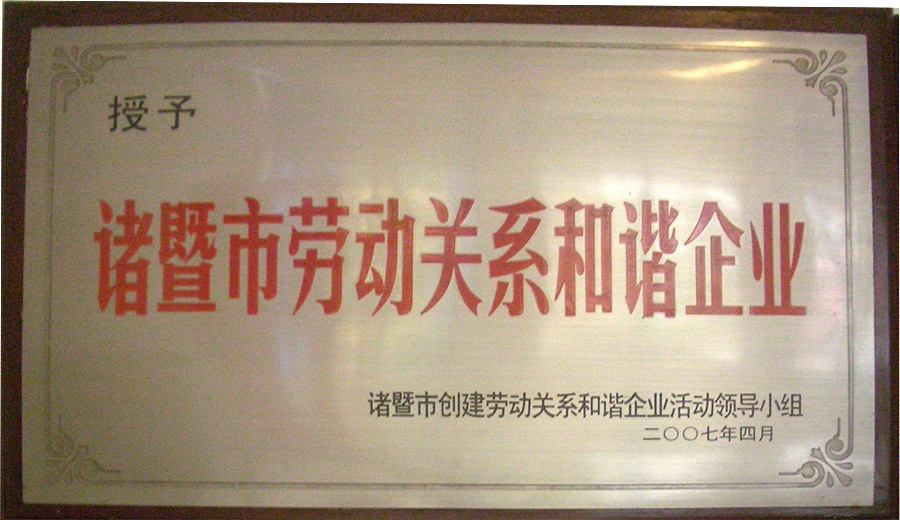 授予
诸暨市劳动关系和谐企业
诸暨市创建劳动关系和谐企业活动领导小组
二〇〇七年四月